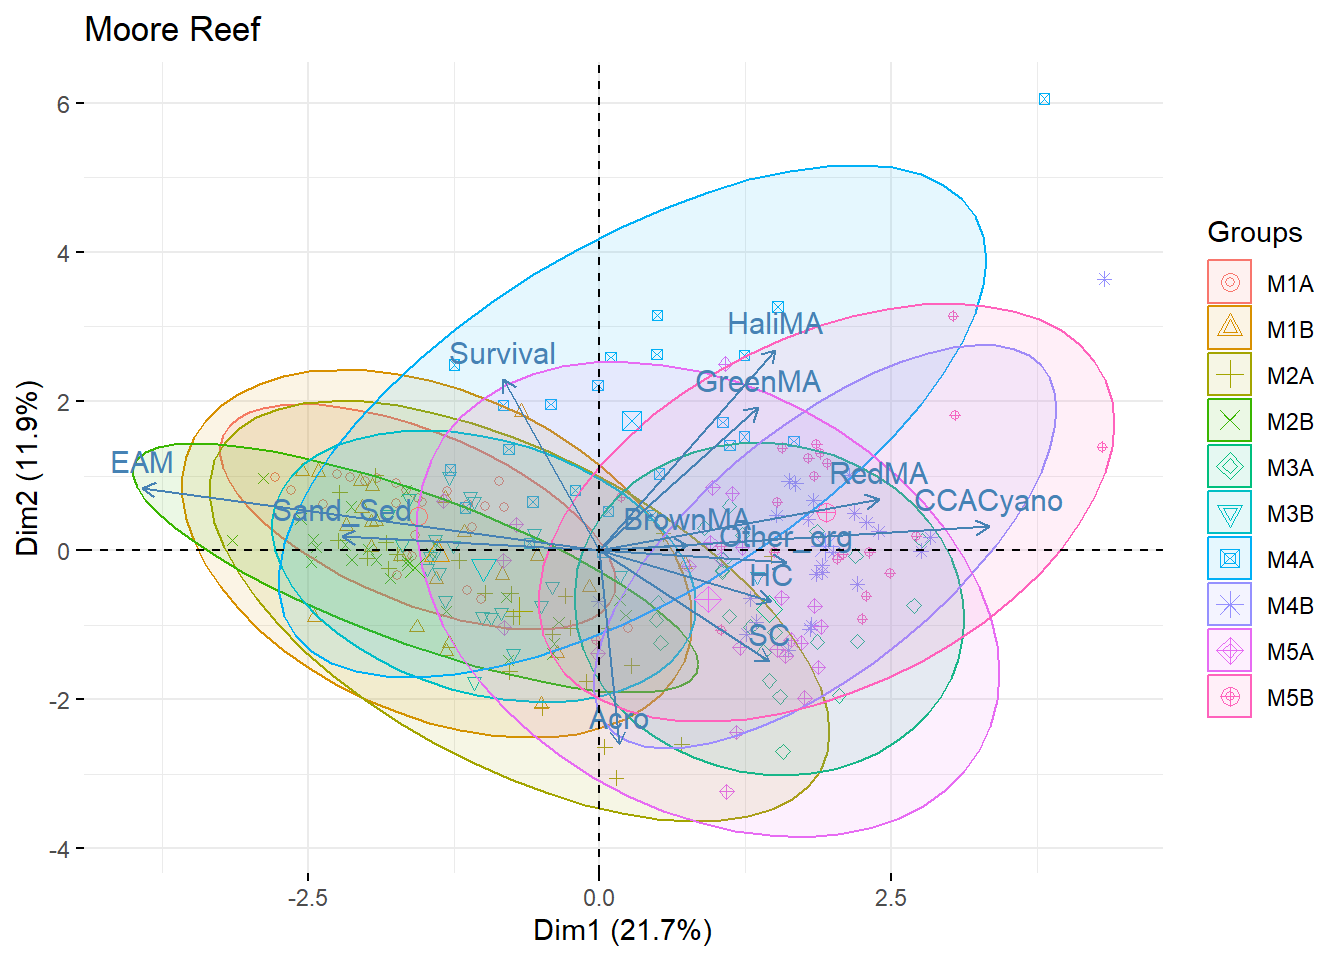 Moore Reef
6
4
2
0
-2
-4
Dim2 (11.9%)
HaliMA
Survival
GreenMA
EAM
RedMA
CCACyano
Sand_Sed
BrownMA
Other_org
HC
SC
Acro
-2.5
0.0
2.5
Dim1 (21.7%)
Groups
M1A
M1B
M2A
M2B
M3A
M3B
M4A
M4B
M5A
M5B